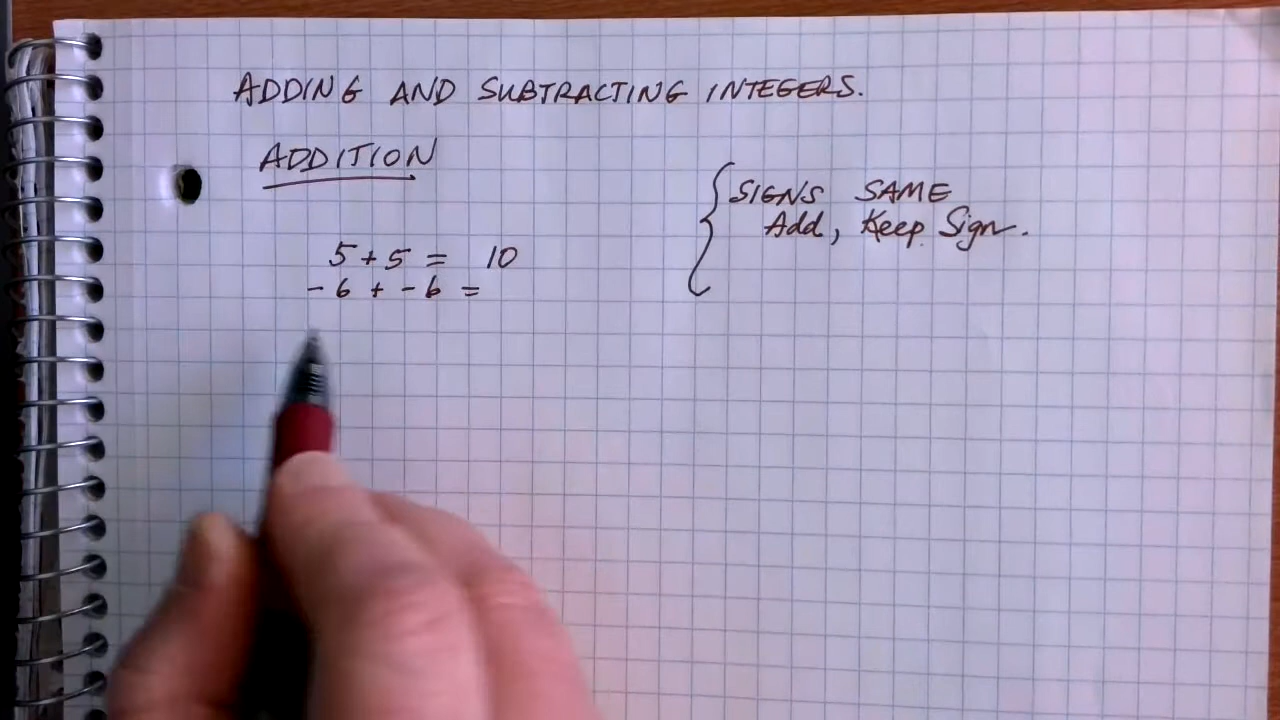 ADDING AND SUBTRACTING INTEGERS.
ADDITION
5 + 5 = 10
- 6 + - 6 =
SIGNS SAME
Add, Keep Sign.